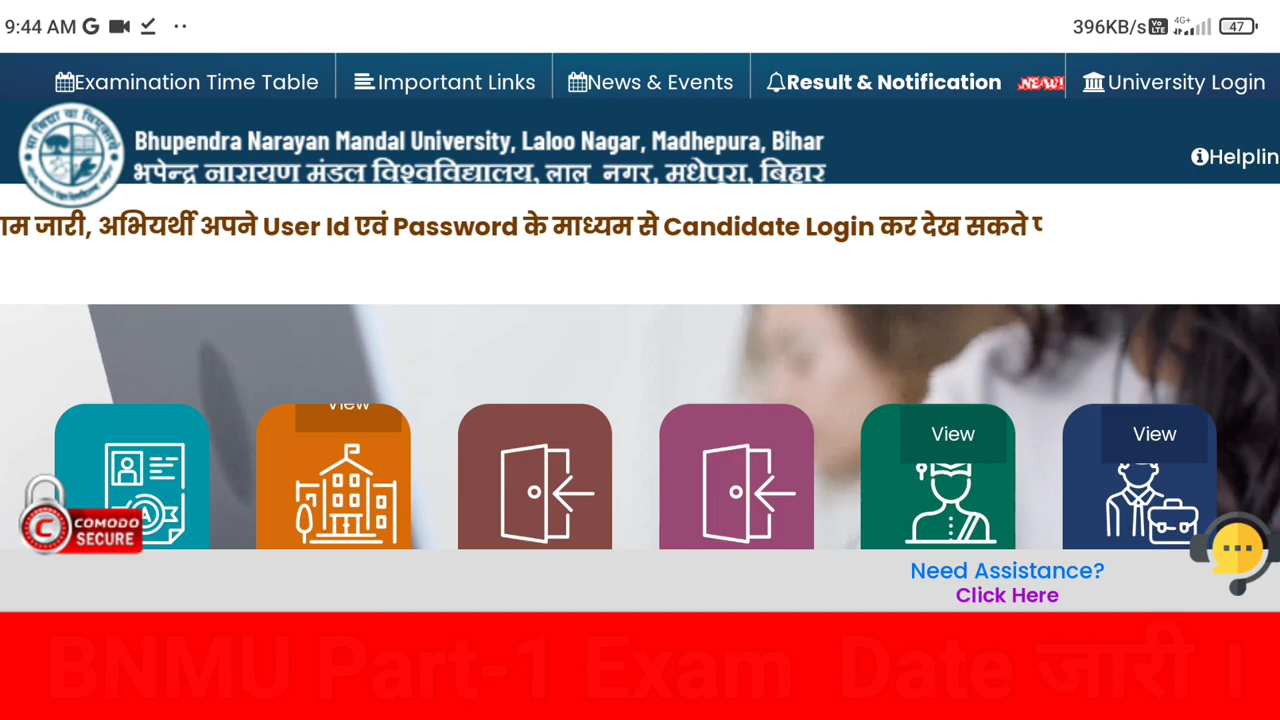 9:44 AM G
396KB/s Vo LTE 4G+ 47
Examination Time Table
Important Links
News & Events
Result & Notification NEW!
University Login
Bhupendra Narayan Mandal University, Laloo Nagar, Madhepura, Bihar
भूपेन्द्र नारायण मंडल विश्वविद्यालय, लालू नगर, मधेपुरा, बिहार
Helplin
जारी, अभियर्थी अपने User Id एवं Password के माध्यम से Candidate Login कर देख सकते
View
View
View
A
C COMODO
SECURE
Need Assistance?
Click Here
BNMU Part-1 Exam Date जारी ।